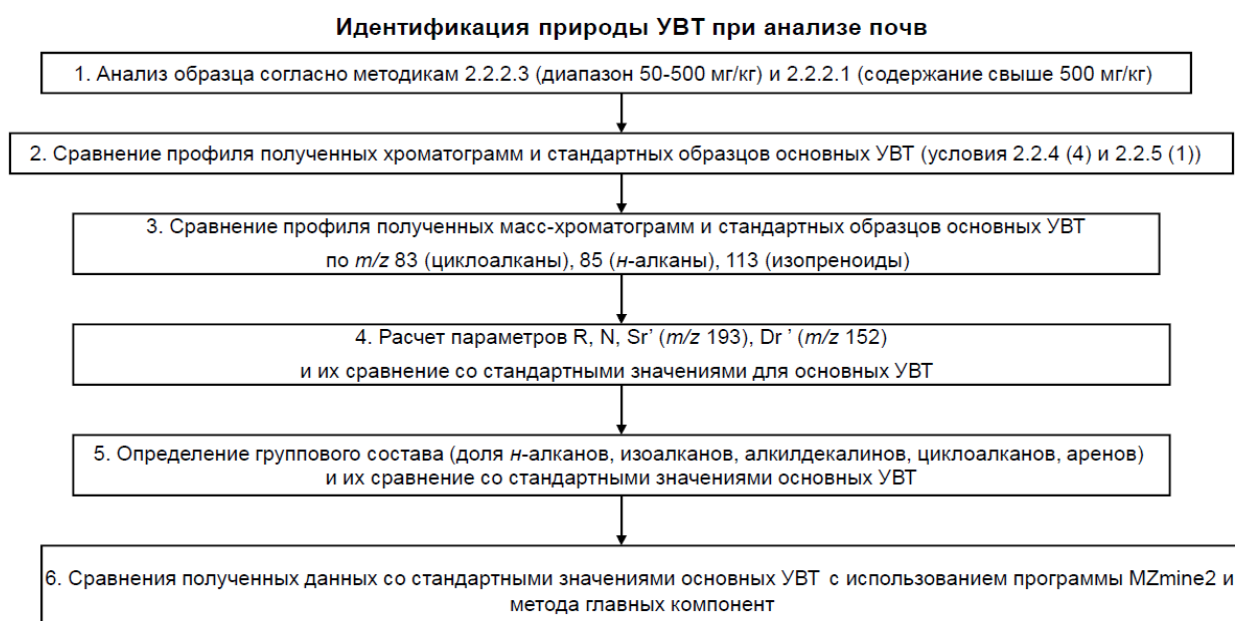 Идентификация природы УВТ при анализе почв
1. Анализ образца согласно методикам 2.2.2.3 (диапазон 50-500 мг/кг) и 2.2.2.1 (содержание свыше 500 мг/кг)
2. Сравнение профиля полученных хроматограмм и стандартных образцов основных УВТ (условия 2.2.4 (4) и 2.2.5 (1))
3. Сравнение профиля полученных масс-хроматограмм и стандартных образцов основных УВТ
по m/z 83 (циклоалканы), 85 (н-алканы), 113 (изопреноиды)
4. Расчет параметров R, N, Sr’ (m/z 193), Dr ’ (m/z 152)
и их сравнение со стандартными значениями для основных УВТ
5. Определение группового состава (доля н-алканов, изоалканов, алкилдекалинов, циклоалканов, аренов)
и их сравнение со стандартными значениями основных УВТ
6. Сравнения полученных данных со стандартными значениями основных УВТ с использованием программы MZmine2 и
метода главных компонент